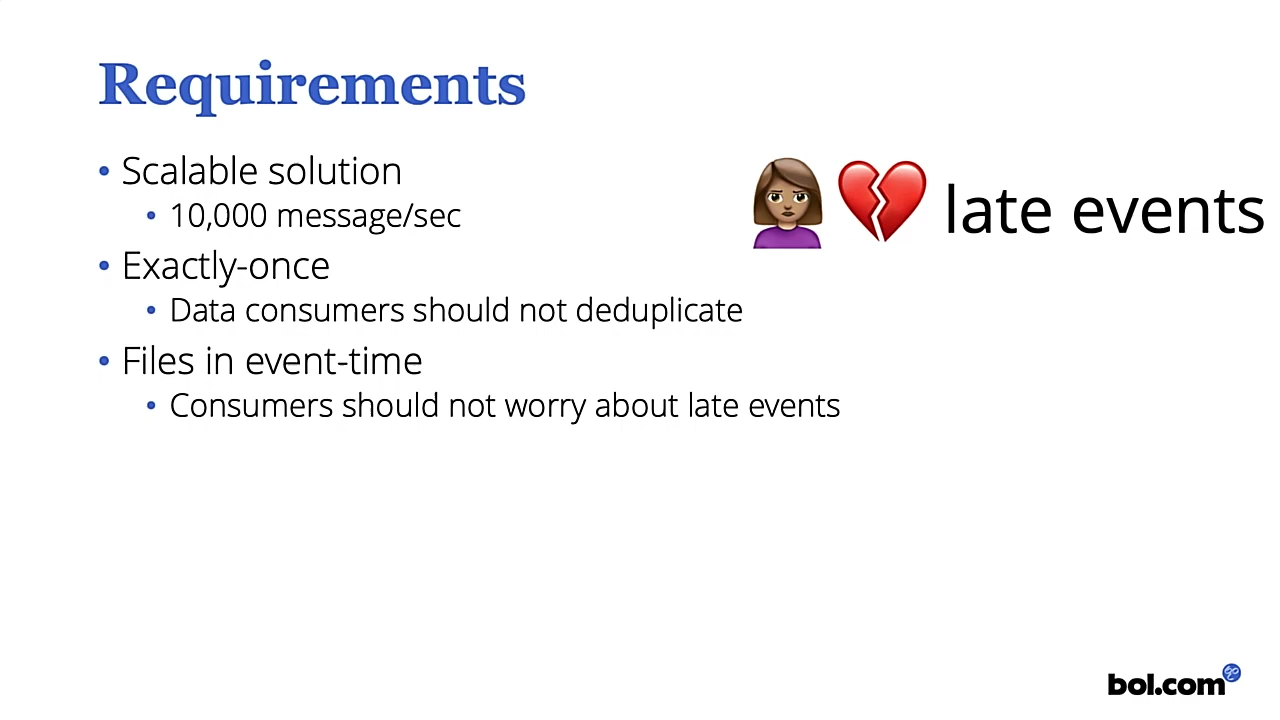 Requirements
• Scalable solution
• 10,000 message/sec
late events
• Exactly-once
• Data consumers should not deduplicate
• Files in event-time
• Consumers should not worry about late events
bol.com